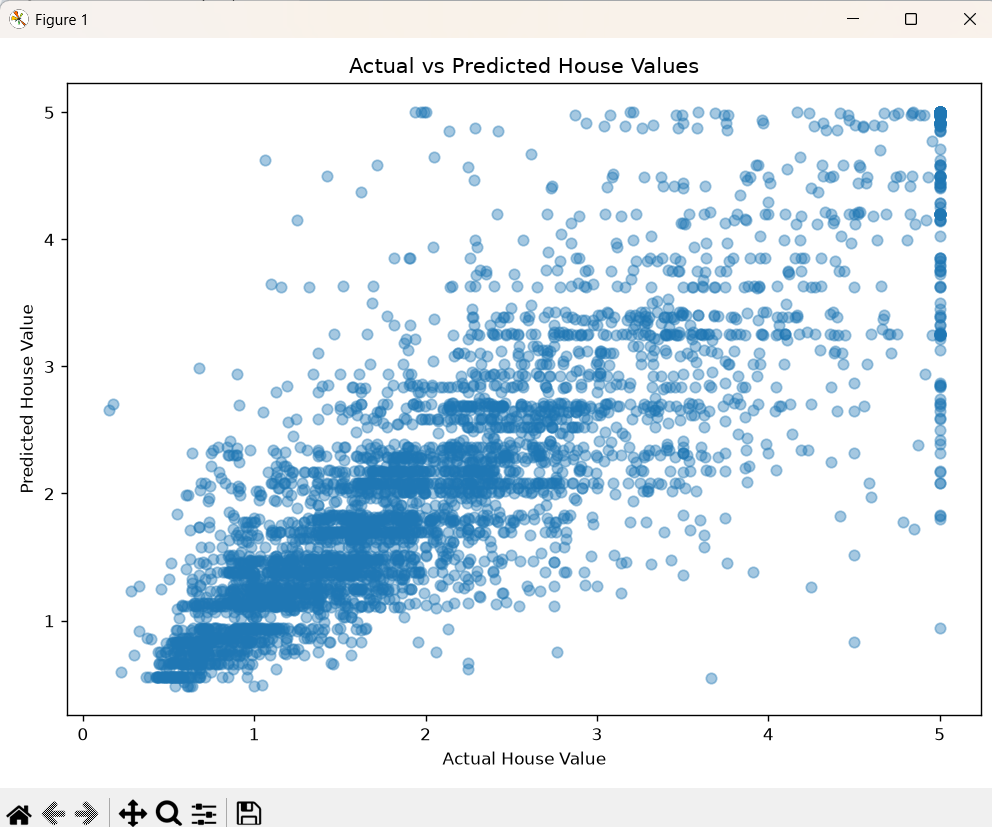 Figure 1
Actual vs Predicted House Values
5
4
3
2
1
Predicted House Value
0 1 2 3 4 5
Actual House Value